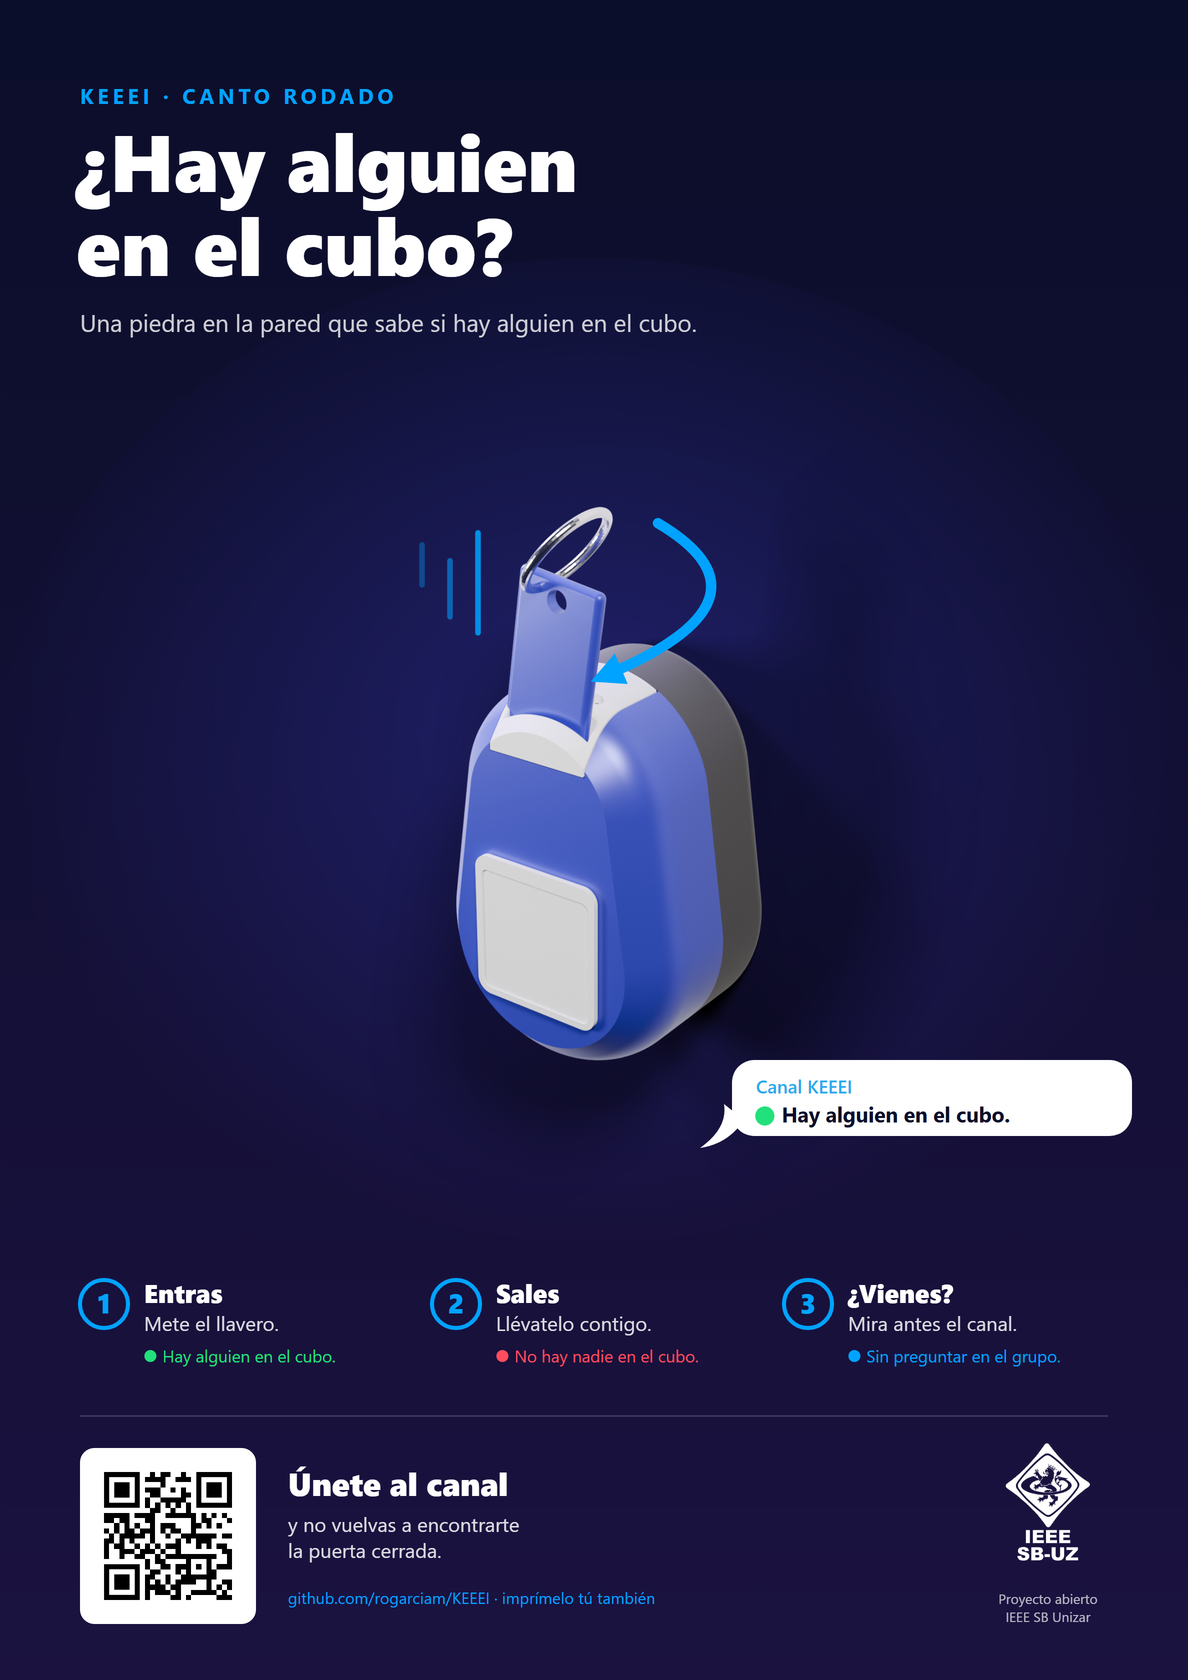 KEEEI · CANTO RODADO
¿Hay alguien
en el cubo?
Una piedra en la pared que sabe si hay alguien en el cubo.
Canal KEEEI
Hay alguien en el cubo.
1
Entras
Mete el llavero.
Hay alguien en el cubo.
2
Sales
Llévatelo contigo.
No hay nadie en el cubo.
3
¿Vienes?
Mira antes el canal.
Sin preguntar en el grupo.
Únete al canal
y no vuelvas a encontrarte
la puerta cerrada.
github.com/rogarciam/KEEEI · imprímelo tú también
IEEE
SB-UZ
Proyecto abierto
IEEE SB Unizar